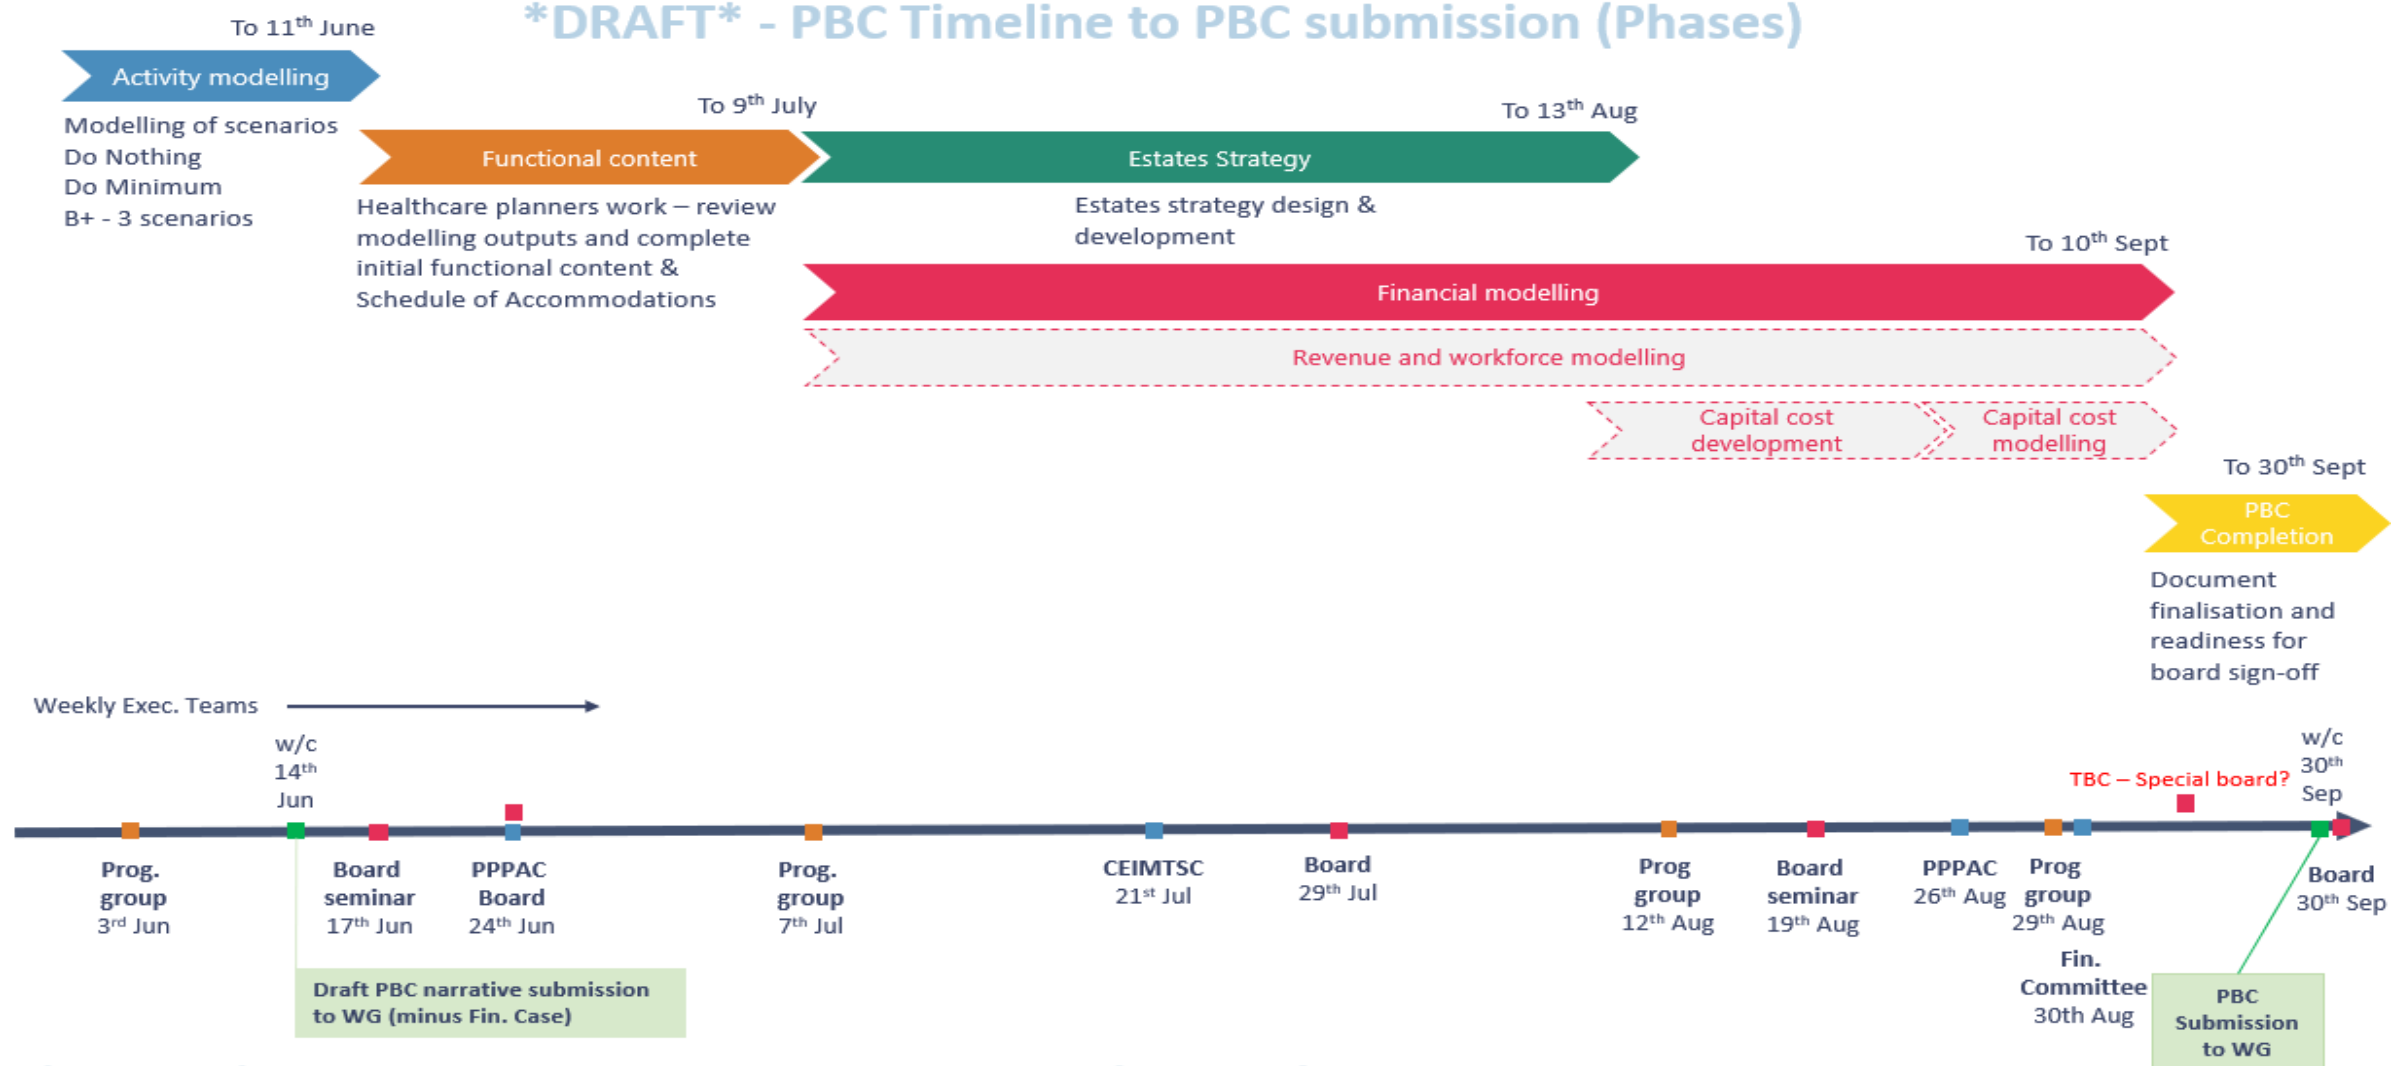 *DRAFT* - PBC Timeline to PBC submission (Phases)
To 11th June
Activity modelling
Modelling of scenarios
Do Nothing
Do Minimum
B+ - 3 scenarios
To 9th July
Functional content
Healthcare planners work – review
modelling outputs and complete
initial functional content &
Schedule of Accommodations
To 13th Aug
Estates Strategy
Estates strategy design &
development
To 10th Sept
Financial modelling
Revenue and workforce modelling
Capital cost
development
Capital cost
modelling
To 30th Sept
PBC
Completion
Document
finalisation and
readiness for
board sign-off
Weekly Exec. Teams
w/c
14th
Jun
TBC – Special board?
w/c
30th
Sep
Prog.
group
3rd Jun
Board
seminar
17th Jun
PPPAC
Board
24th Jun
Prog.
group
7th Jul
CEIMTSC
21st Jul
Board
29th Jul
Prog
group
12th Aug
Board
seminar
19th Aug
PPPAC
26th Aug
Prog
group
29th Aug
Fin.
Committee
30th Aug
Board
30th Sep
Draft PBC narrative submission
to WG (minus Fin. Case)
PBC
Submission
to WG